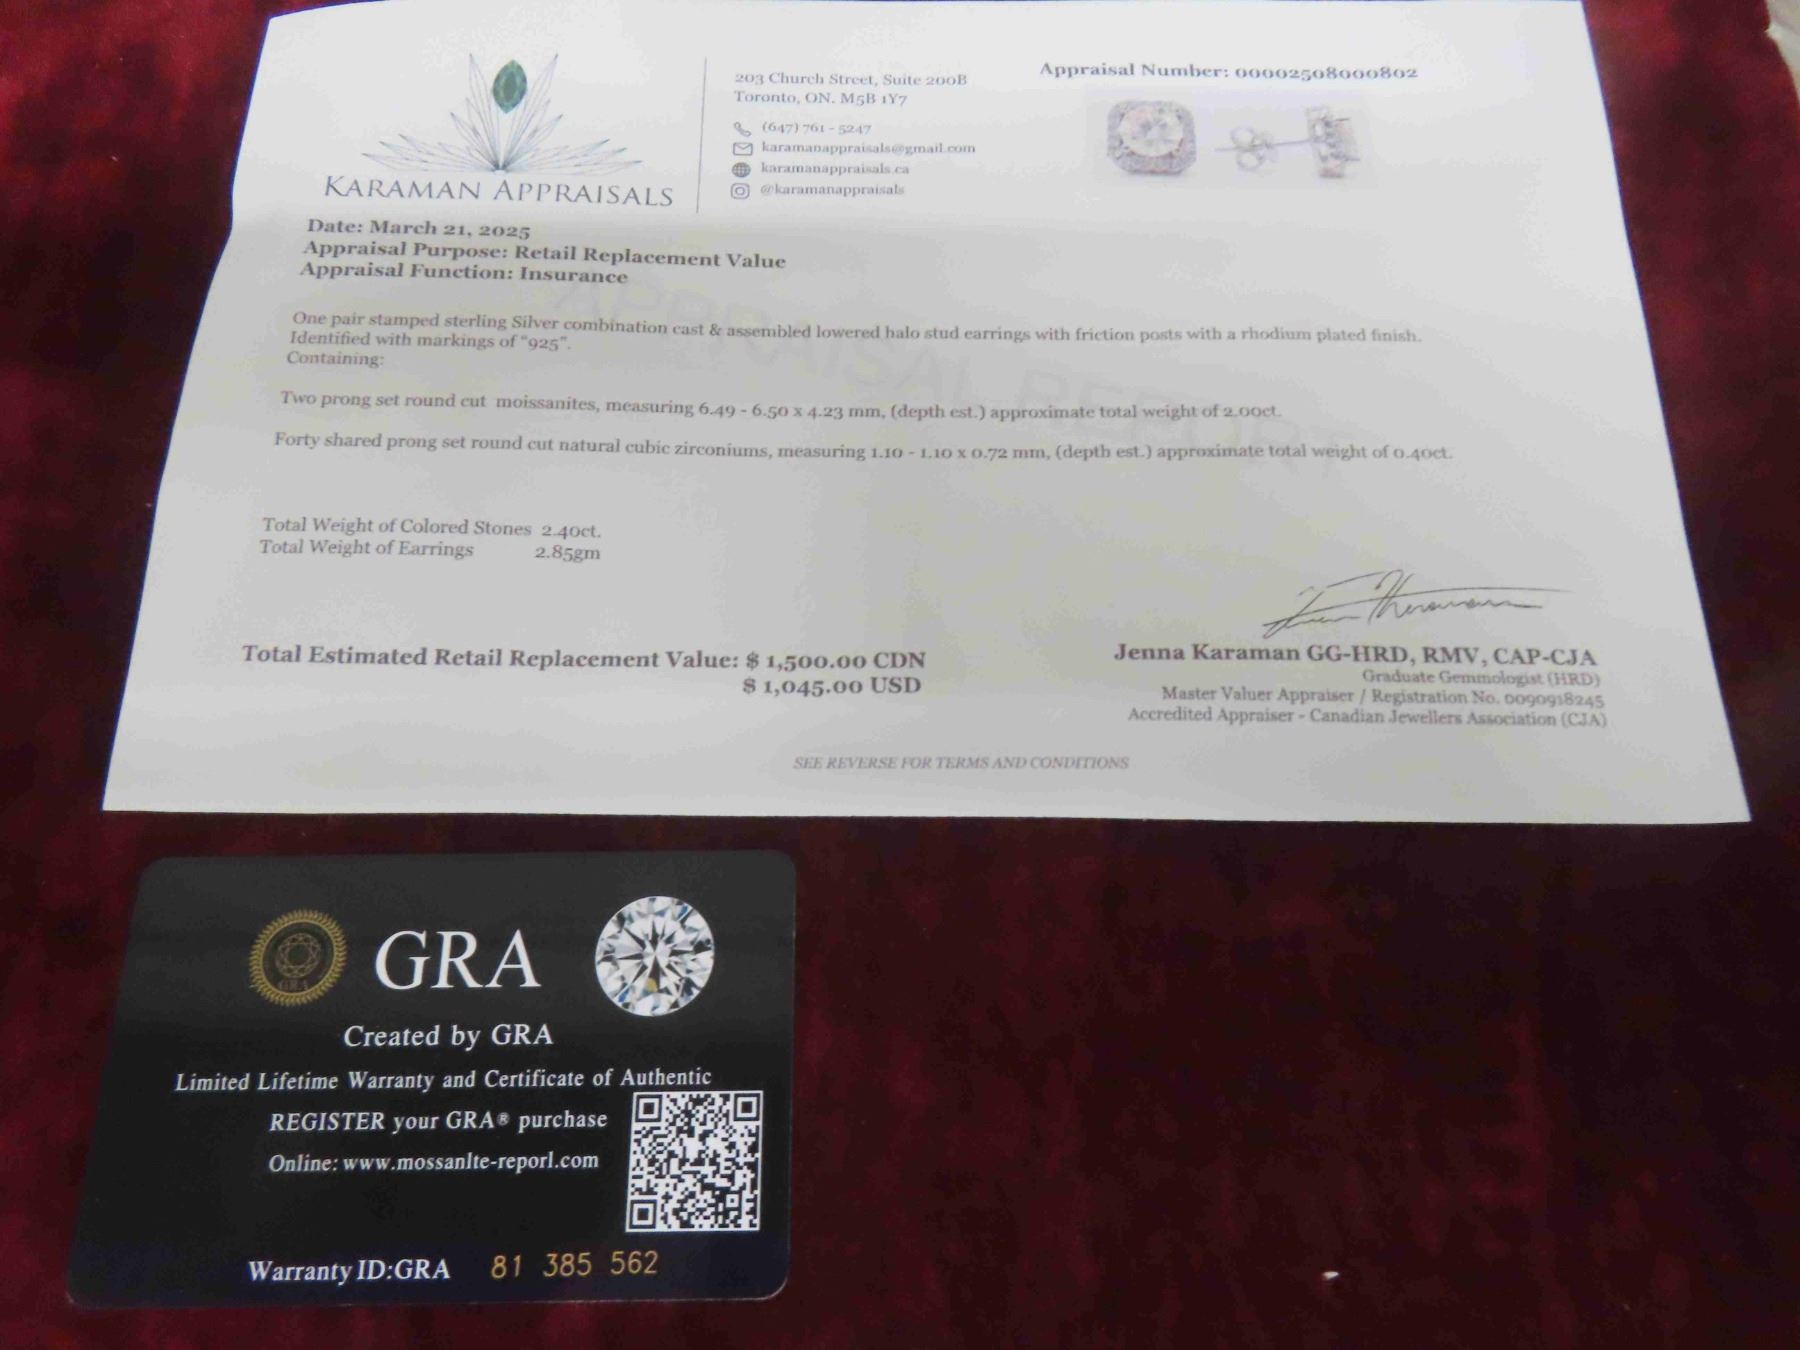 KARAMAN APPRAISALS
203 Church Street, Suite 200B
Toronto, ON. M5B 1Y7
(647) 761 - 5247
karamanappraisals@gmail.com
karamanappraisals.ca
@karamanappraisals
Appraisal Number: 00002508000802
Date: March 21, 2025
Appraisal Purpose: Retail Replacement Value
Appraisal Function: Insurance
APPRAISAL REPORT
One pair stamped sterling Silver combination cast & assembled lowered halo stud earrings with friction posts with a rhodium plated finish.
Identified with markings of "925".
Containing:
Two prong set round cut moissanites, measuring 6.49 - 6.50 x 4.23 mm, (depth est.) approximate total weight of 2.00ct.
Forty shared prong set round cut natural cubic zirconiums, measuring 1.10 - 1.10 x 0.72 mm, (depth est.) approximate total weight of 0.40ct.
Total Weight of Colored Stones 2.40ct.
Total Weight of Earrings 2.85gm
Total Estimated Retail Replacement Value: $ 1,500.00 CDN
$ 1,045.00 USD
Jenna Karaman GG-HRD, RMV, CAP-CJA
Graduate Gemmologist (HRD)
Master Valuer Appraiser / Registration No. 0090918245
Accredited Appraiser - Canadian Jewellers Association (CJA)
SEE REVERSE FOR TERMS AND CONDITIONS
GRA
GRA
Created by GRA
Limited Lifetime Warranty and Certificate of Authentic
REGISTER your GRA® purchase
Online: www.mossanlte-reporl.com
Warranty ID:GRA 81 385 562